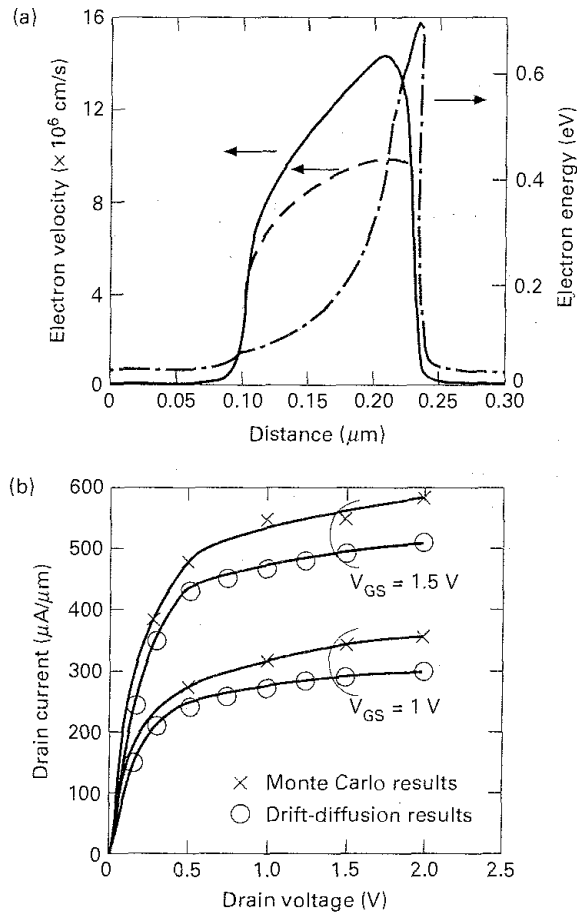 (a)
16
12
8
4
0
Electron velocity (× 10⁶ cm/s)
0.6
0.4
0.2
0
Electron energy (eV)
0 0.05 0.10 0.15 0.20 0.25 0.30
Distance (μm)
(b)
600
500
400
300
200
100
0
Drain current (μA/μm)
V_GS = 1.5 V
V_GS = 1 V
× Monte Carlo results
○ Drift-diffusion results
0 0.5 1.0 1.5 2.0 2.5
Drain voltage (V)